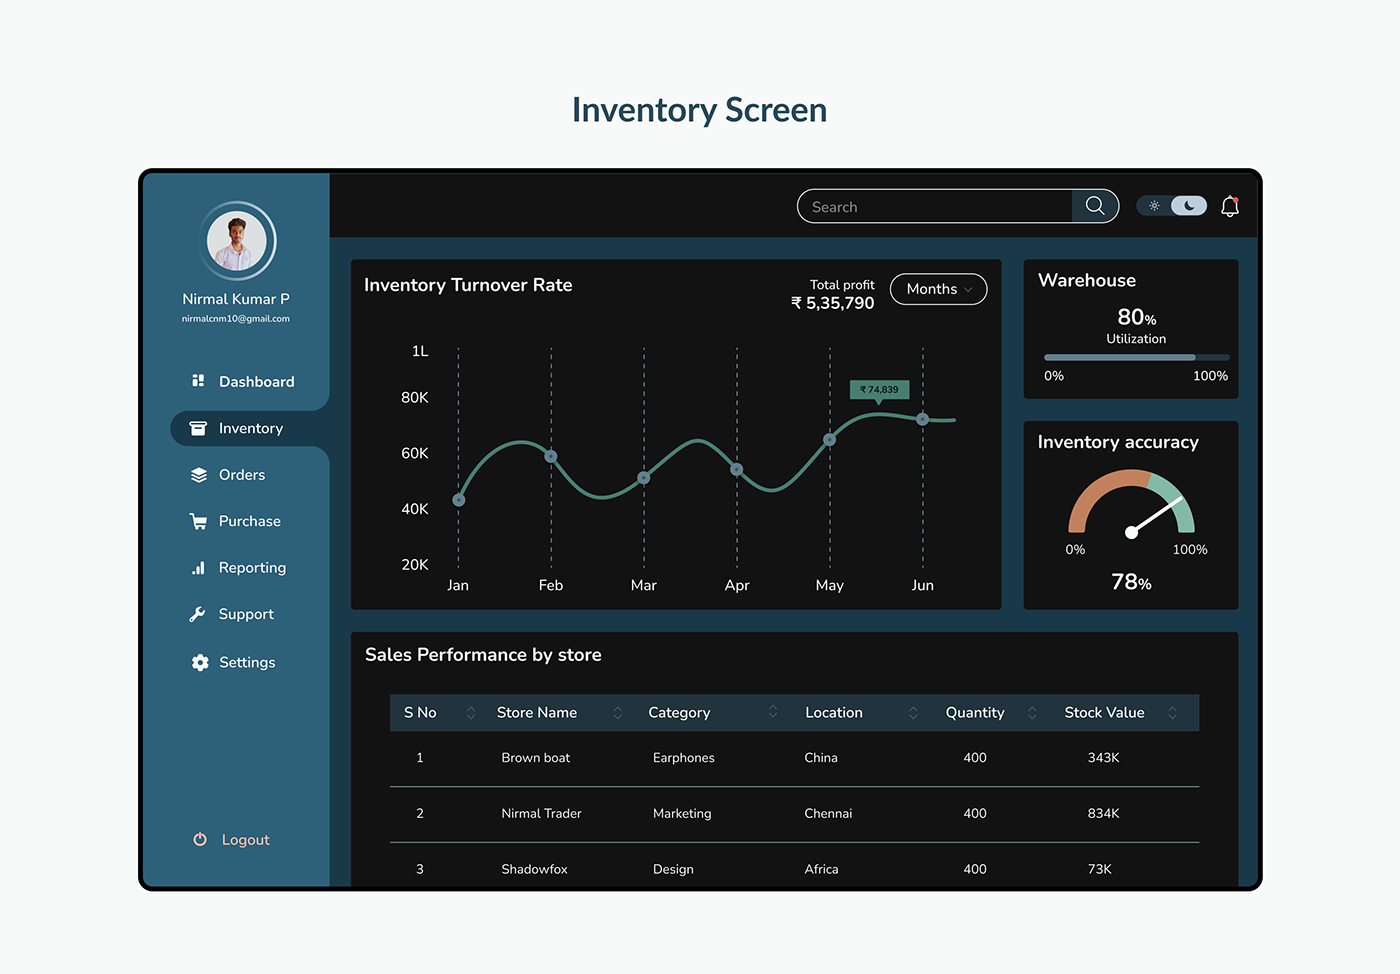 Inventory Screen
Search
Nirmal Kumar P
nirmalcnm10@gmail.com
Dashboard
Inventory
Orders
Purchase
Reporting
Support
Settings
Logout
Inventory Turnover Rate
Total profit
₹ 5,35,790
Months
1L
80K
60K
40K
20K
₹ 74,839
Jan Feb Mar Apr May Jun
Warehouse
80%
Utilization
0% 100%
Inventory accuracy
0% 100%
78%
Sales Performance by store
S No Store Name Category Location Quantity Stock Value
1 Brown boat Earphones China 400 343K
2 Nirmal Trader Marketing Chennai 400 834K
3 Shadowfox Design Africa 400 73K